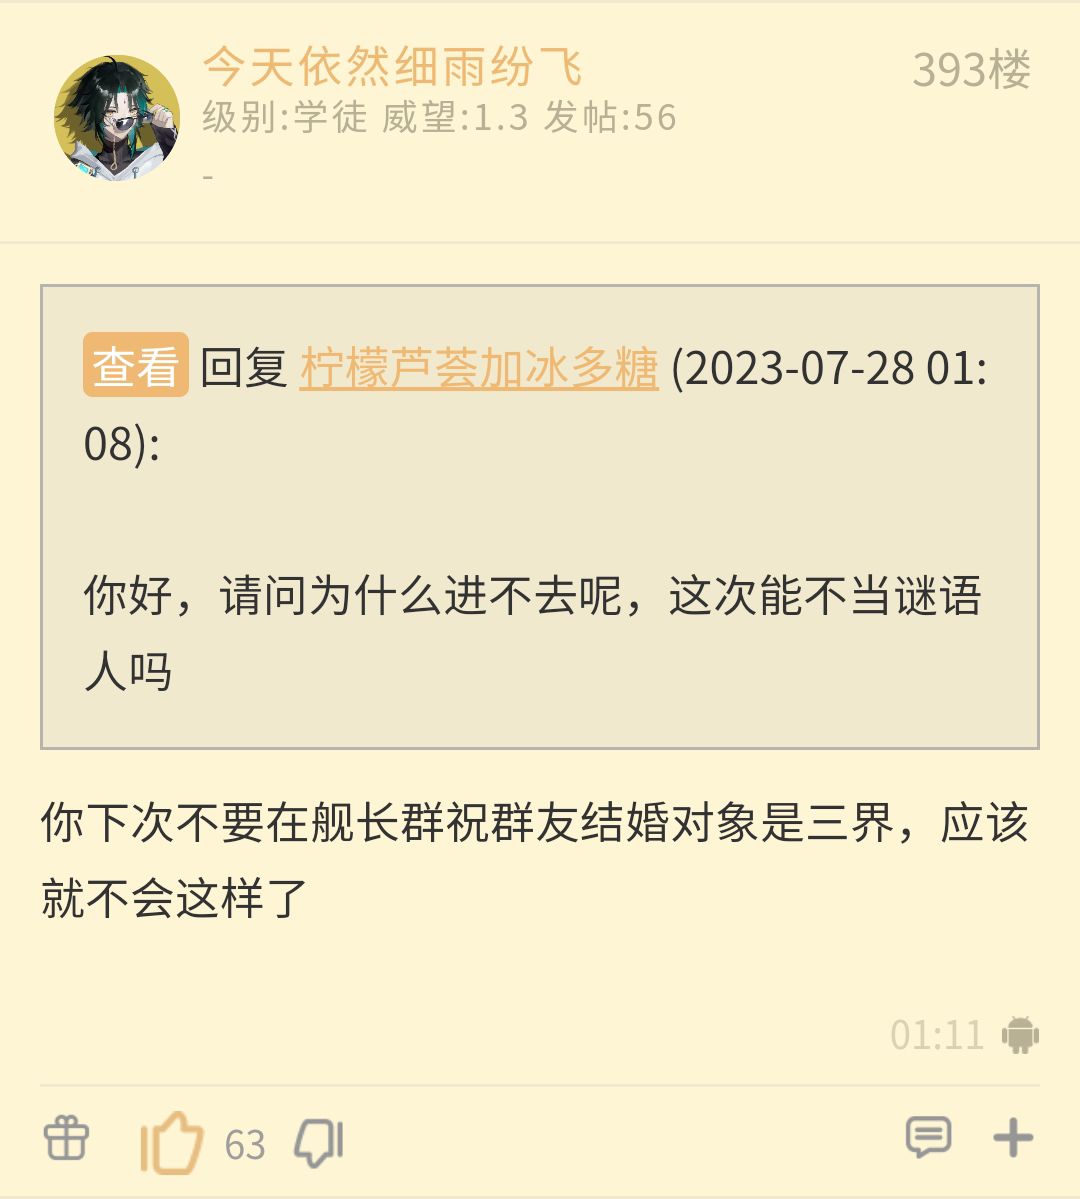 今天依然细雨纷飞
393楼
级别:学徒 威望:1.3 发帖:56
-
查看 回复 柠檬芦荟加冰多糖 (2023-07-28 01:
08):
你好，请问为什么进不去呢，这次能不当谜语
人吗
你下次不要在舰长群祝群友结婚对象是三界，应该
就不会这样了
01:11
63